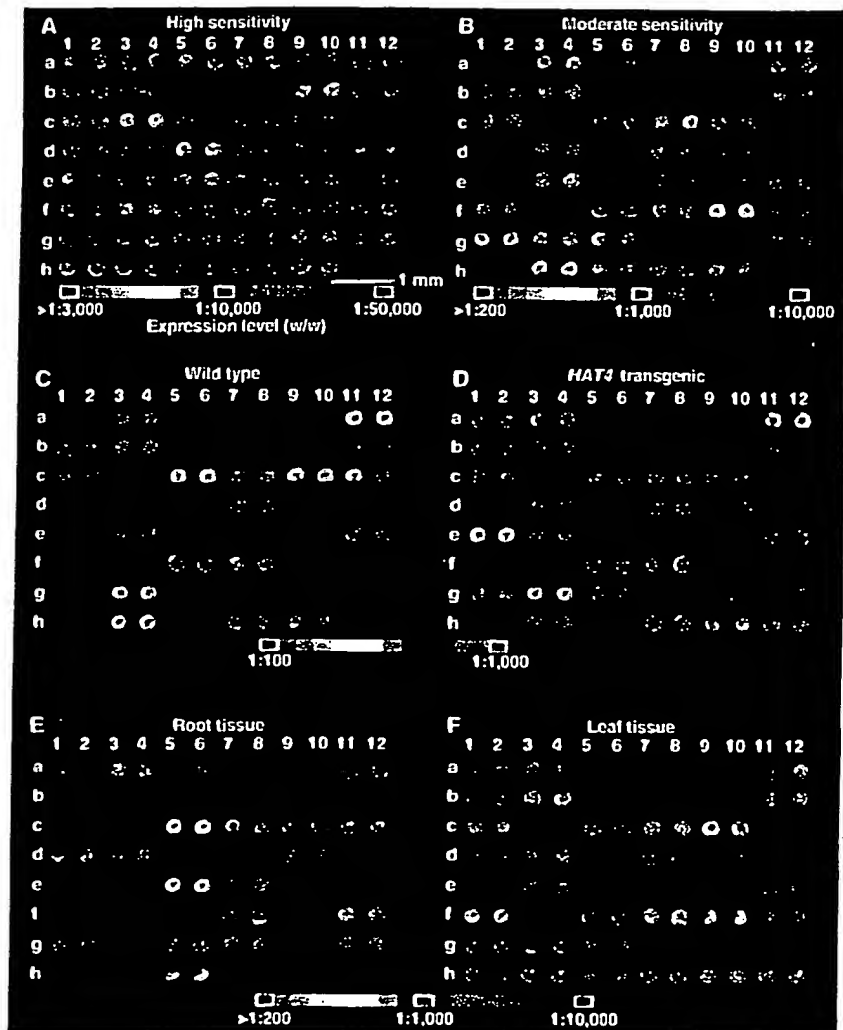 A High sensitivity
1 2 3 4 5 6 7 8 9 10 11 12
a
b
c
d
e
f
g
h
1 mm
>1:3,000 1:10,000 1:50,000
Expression level (w/w)
B Moderate sensitivity
1 2 3 4 5 6 7 8 9 10 11 12
a
b
c
d
e
f
g
h
>1:200 1:1,000 1:10,000
C Wild type
1 2 3 4 5 6 7 8 9 10 11 12
a
b
c
d
e
f
g
h
D HAT4 transgenic
1 2 3 4 5 6 7 8 9 10 11 12
a
b
c
d
e
f
g
h
1:100 1:1,000
E Root tissue
1 2 3 4 5 6 7 8 9 10 11 12
a
b
c
d
e
f
g
h
F Leaf tissue
1 2 3 4 5 6 7 8 9 10 11 12
a
b
c
d
e
f
g
h
>1:200 1:1,000 1:10,000